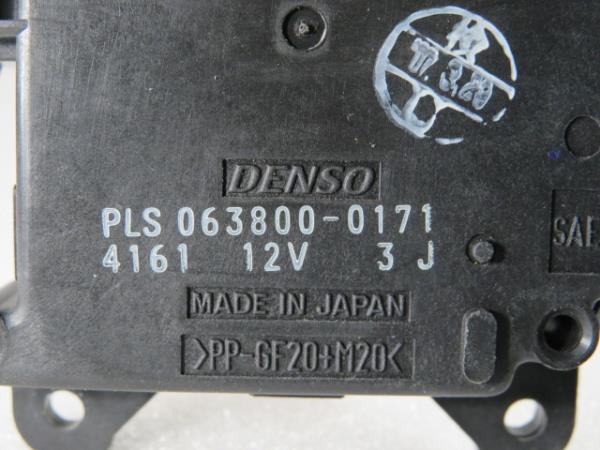 DENSO
PLS 063800-0171
4161 12V 3 J
MADE IN JAPAN
>PP-GF20+M20<